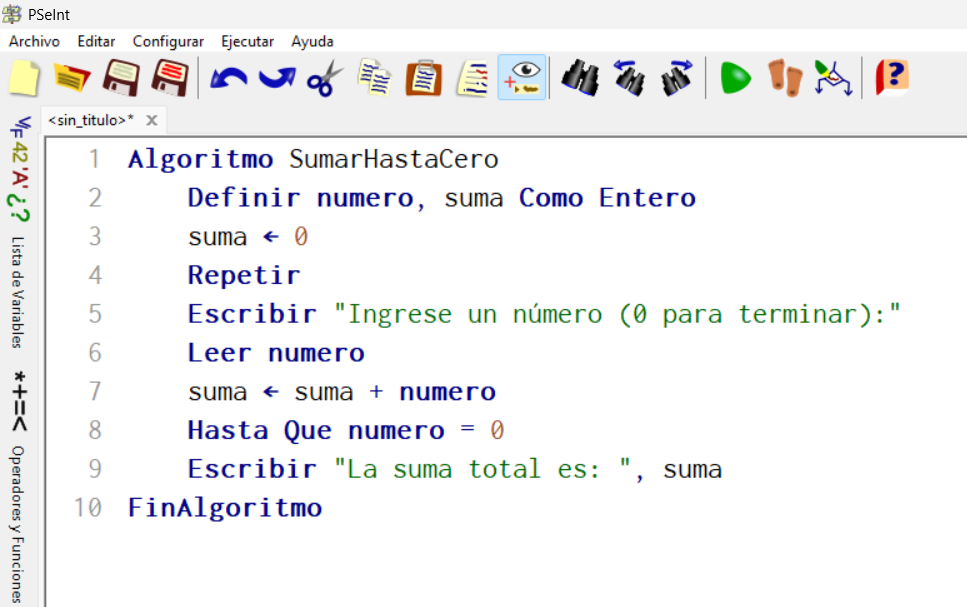 PSeInt
Archivo Editar Configurar Ejecutar Ayuda
<sin_titulo>* x
V/F 42 'A' ¿? Lista de Variables
*+=< Operadores y Funciones
1 Algoritmo SumarHastaCero
2 Definir numero, suma Como Entero
3 suma ← 0
4 Repetir
5 Escribir "Ingrese un número (0 para terminar):"
6 Leer numero
7 suma ← suma + numero
8 Hasta Que numero = 0
9 Escribir "La suma total es: ", suma
10 FinAlgoritmo